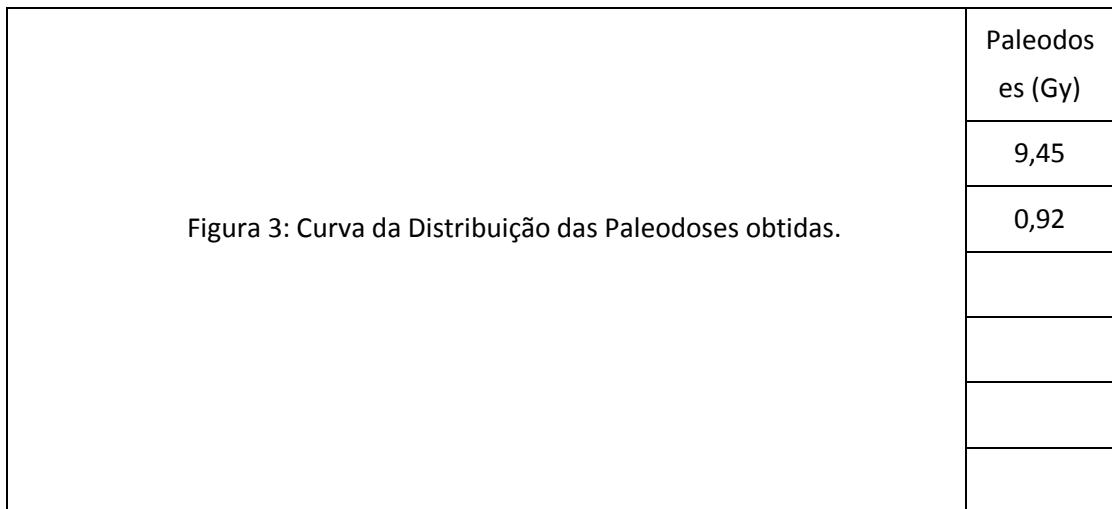 Paleodos
es (Gy)
9,45
Figura 3: Curva da Distribuição das Paleodoses obtidas.
0,92